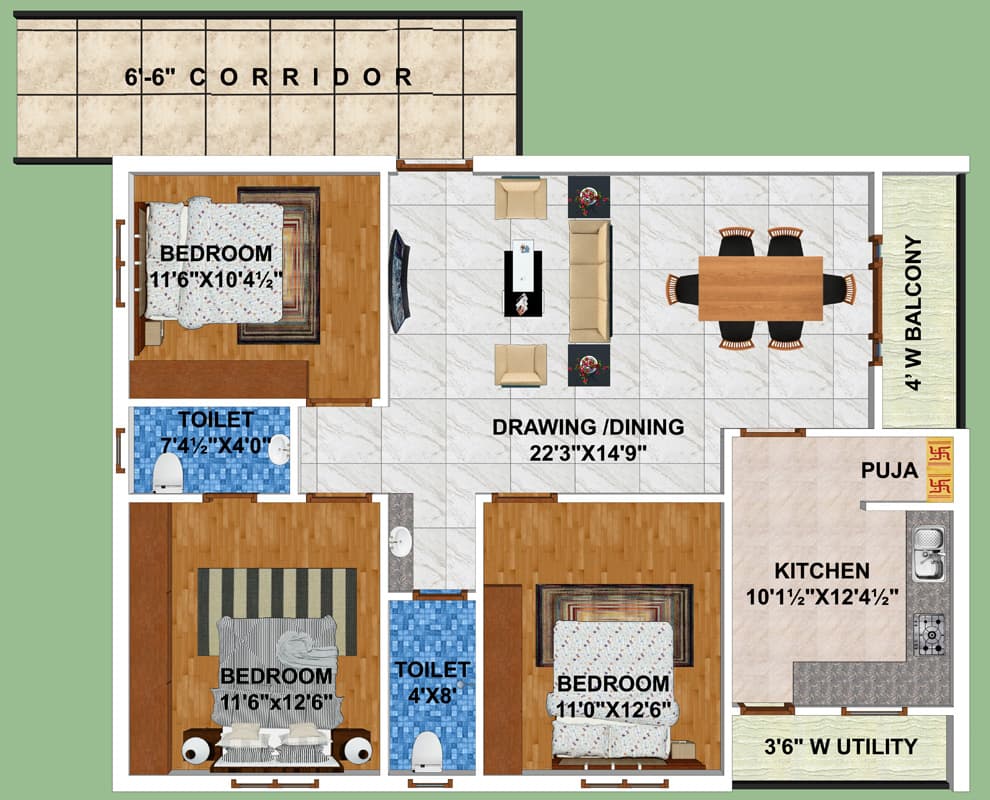 6'-6" CORRIDOR
BEDROOM
11'6"X10'4½"
4' W BALCONY
TOILET
7'4½"X4'0"
DRAWING /DINING
22'3"X14'9"
PUJA
KITCHEN
10'1½"X12'4½"
BEDROOM
11'6"x12'6"
TOILET
4'X8'
BEDROOM
11'0"X12'6"
3'6" W UTILITY